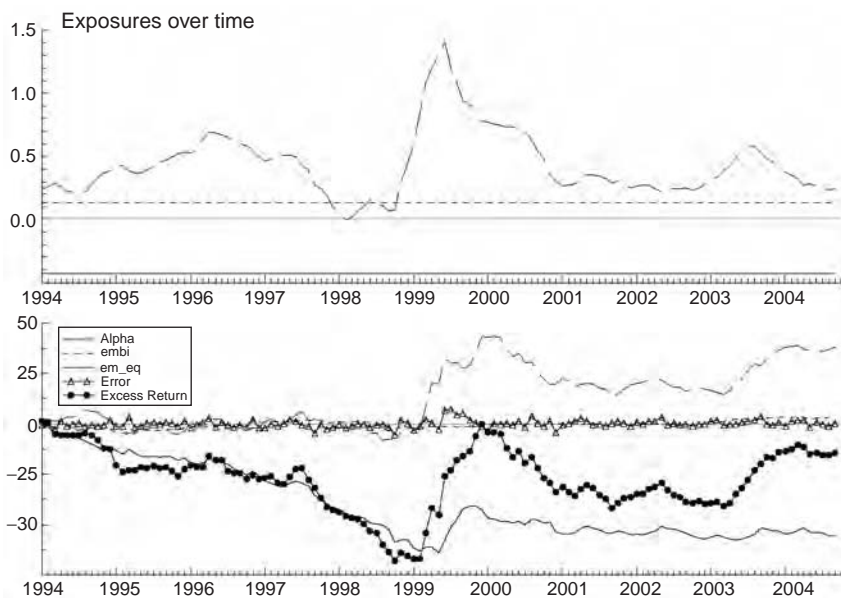 Exposures over time
1.5
1.0
0.5
0.0
1994 1995 1996 1997 1998 1999 2000 2001 2002 2003 2004
50
25
0
−25
−30
Alpha
embi
em_eq
Error
Excess Return
1994 1995 1996 1997 1998 1999 2000 2001 2002 2003 2004